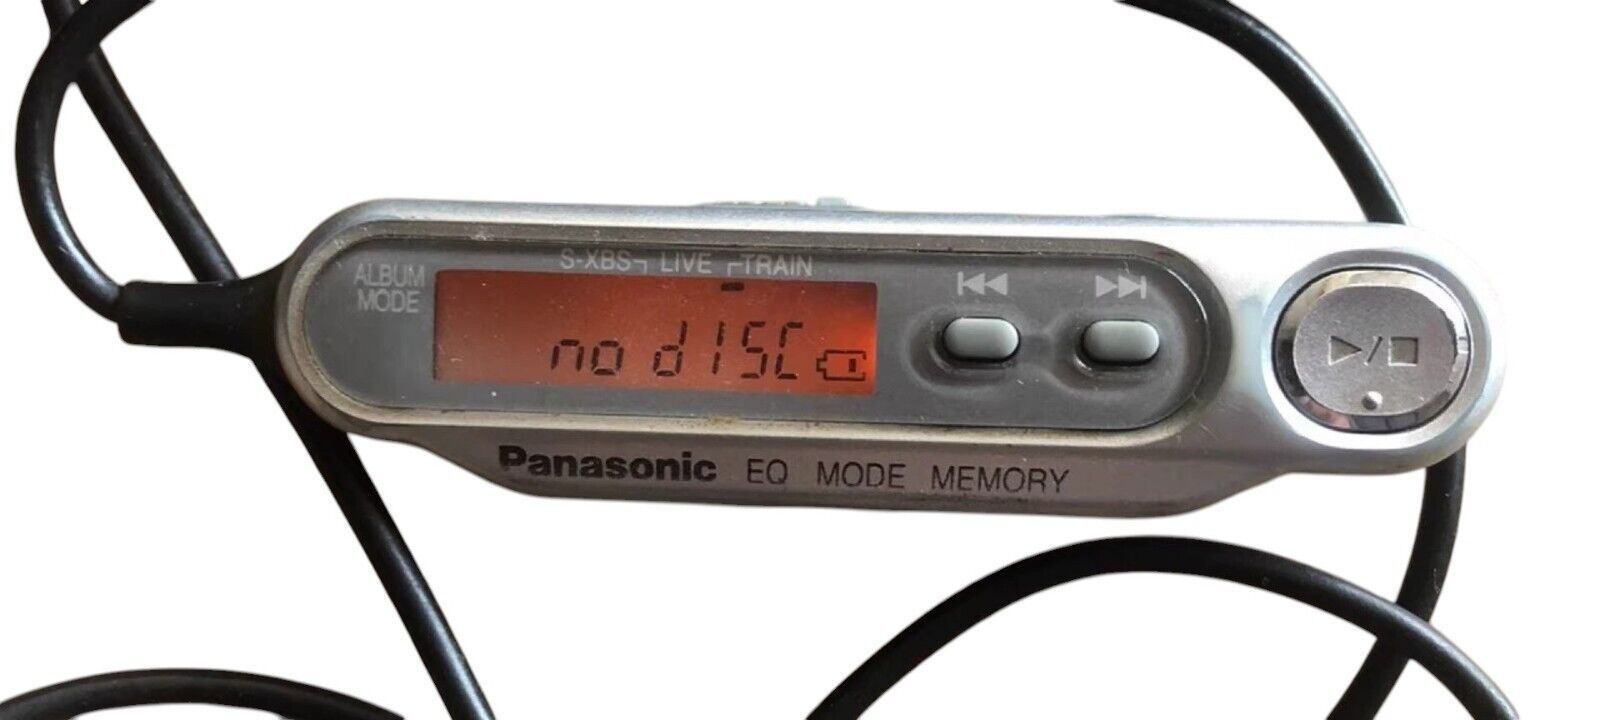 S-XBS LIVE TRAIN
ALBUM
MODE
no dISC
Panasonic EQ MODE MEMORY